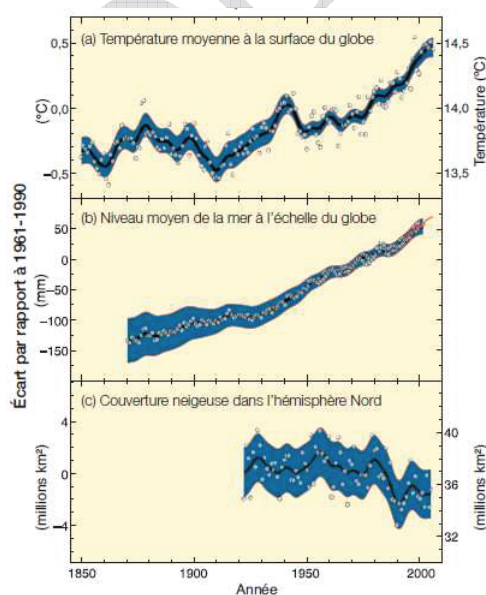 (a) Température moyenne à la surface du globe
0,5
0,0
−0,5
(°C)
14,5
14,0
13,5
Température (°C)
Écart par rapport à 1961-1990
(b) Niveau moyen de la mer à l'échelle du globe
50
0
−50
−100
−150
(mm)
(c) Couverture neigeuse dans l'hémisphère Nord
4
0
−4
(millions km²)
40
36
32
(millions km²)
1850
1900
1950
2000
Année